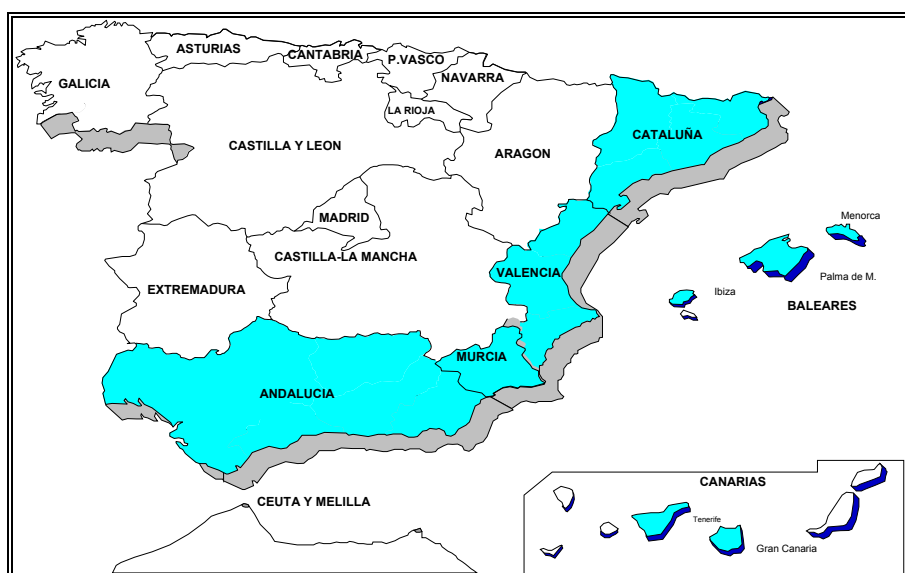 ASTURIAS
CANTABRIA
P.VASCO
NAVARRA
GALICIA
LA RIOJA
CATALUÑA
CASTILLA Y LEON
ARAGON
MADRID
Menorca
CASTILLA-LA MANCHA
VALENCIA
Palma de M.
EXTREMADURA
Ibiza
BALEARES
MURCIA
ANDALUCIA
CANARIAS
CEUTA Y MELILLA
Tenerife
Gran Canaria